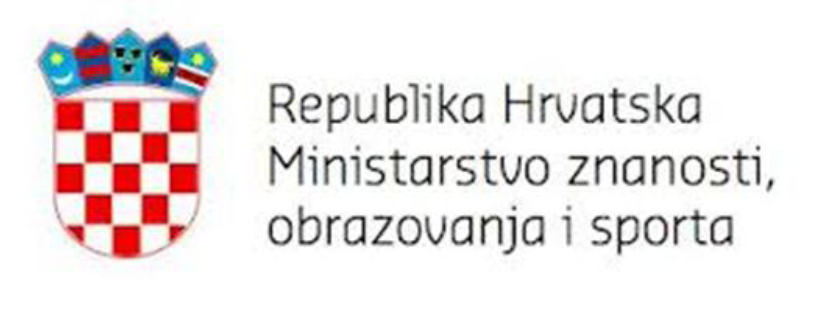 Republika Hrvatska
Ministarstvo znanosti,
obrazovanja i sporta